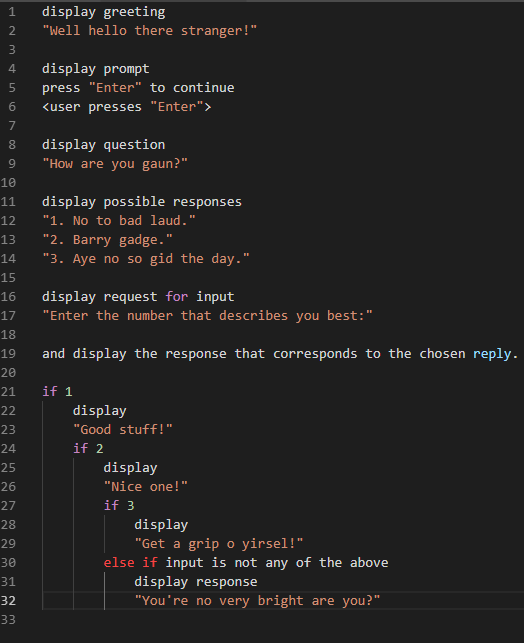 1 display greeting
2 "Well hello there stranger!"
3
4 display prompt
5 press "Enter" to continue
6 <user presses "Enter">
7
8 display question
9 "How are you gaun?"
10
11 display possible responses
12 "1. No to bad laud."
13 "2. Barry gadge."
14 "3. Aye no so gid the day."
15
16 display request for input
17 "Enter the number that describes you best:"
18
19 and display the response that corresponds to the chosen reply.
20
21 if 1
22     display
23     "Good stuff!"
24     if 2
25         display
26         "Nice one!"
27         if 3
28             display
29             "Get a grip o yirsel!"
30         else if input is not any of the above
31             display response
32             "You're no very bright are you?"
33